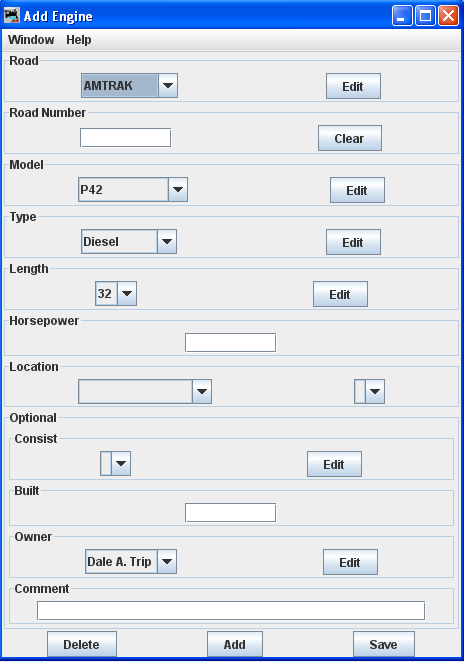 Add Engine
Window Help
Road
AMTRAK Edit
Road Number
Clear
Model
P42 Edit
Type
Diesel Edit
Length
32 Edit
Horsepower
Location
Optional
Consist
Edit
Built
Owner
Dale A. Trip Edit
Comment
Delete Add Save